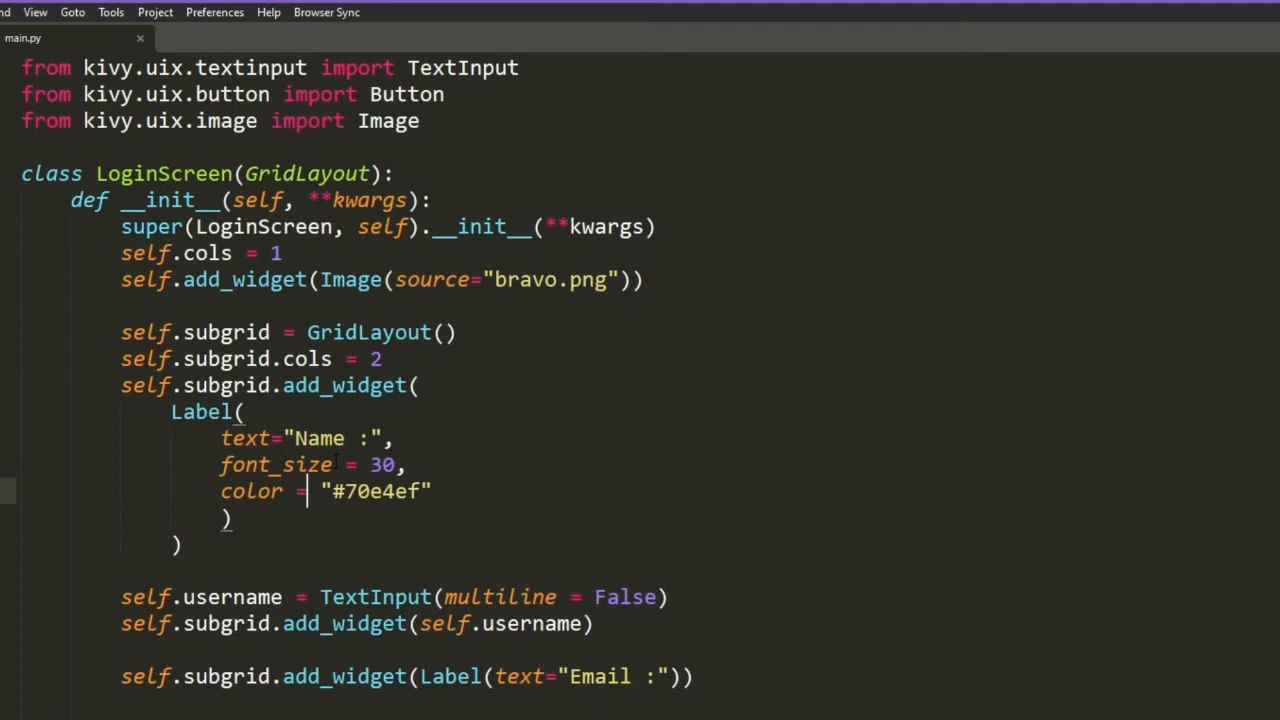 View Goto Tools Project Preferences Help Browser Sync
main.py ×
from kivy.uix.textinput import TextInput
from kivy.uix.button import Button
from kivy.uix.image import Image
class LoginScreen(GridLayout):
def __init__(self, **kwargs):
super(LoginScreen, self).__init__(**kwargs)
self.cols = 1
self.add_widget(Image(source="bravo.png"))
self.subgrid = GridLayout()
self.subgrid.cols = 2
self.subgrid.add_widget(
Label(
text="Name :",
font_size = 30,
color = "#70e4ef"
)
)
self.username = TextInput(multiline = False)
self.subgrid.add_widget(self.username)
self.subgrid.add_widget(Label(text="Email :"))